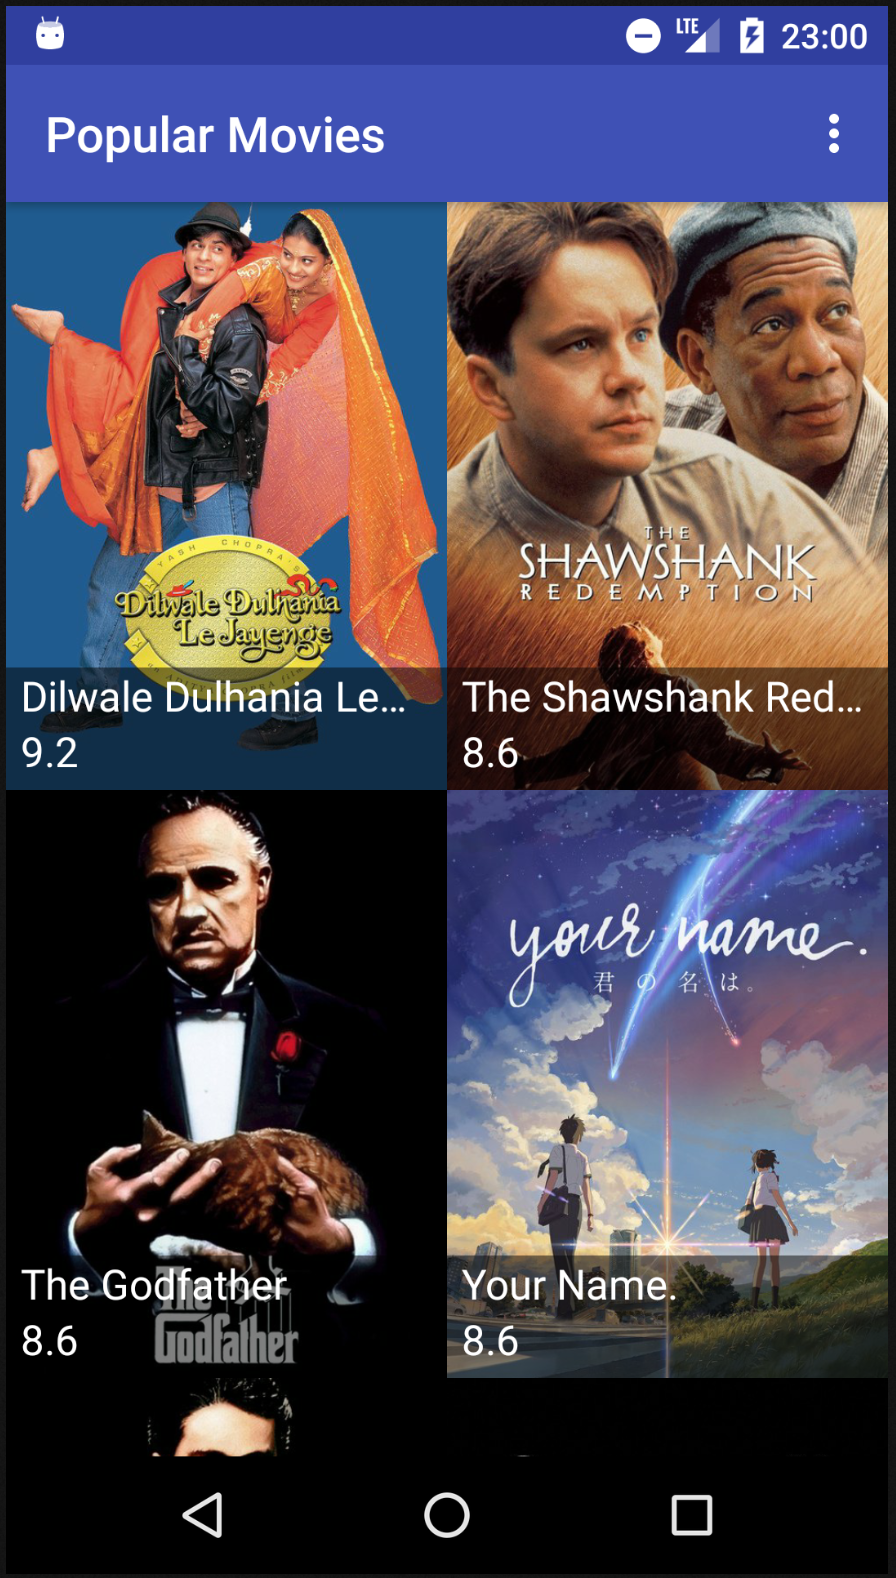 LTE 23:00
Popular Movies
YASH CHOPRA'S
Dilwale Dulhania
Le Jayenge
Dilwale Dulhania Le...
9.2
THE
SHAWSHANK
REDEMPTION
The Shawshank Red...
8.6
The Godfather
8.6
The
Godfather
your name.
君の名は。
Your Name.
8.6